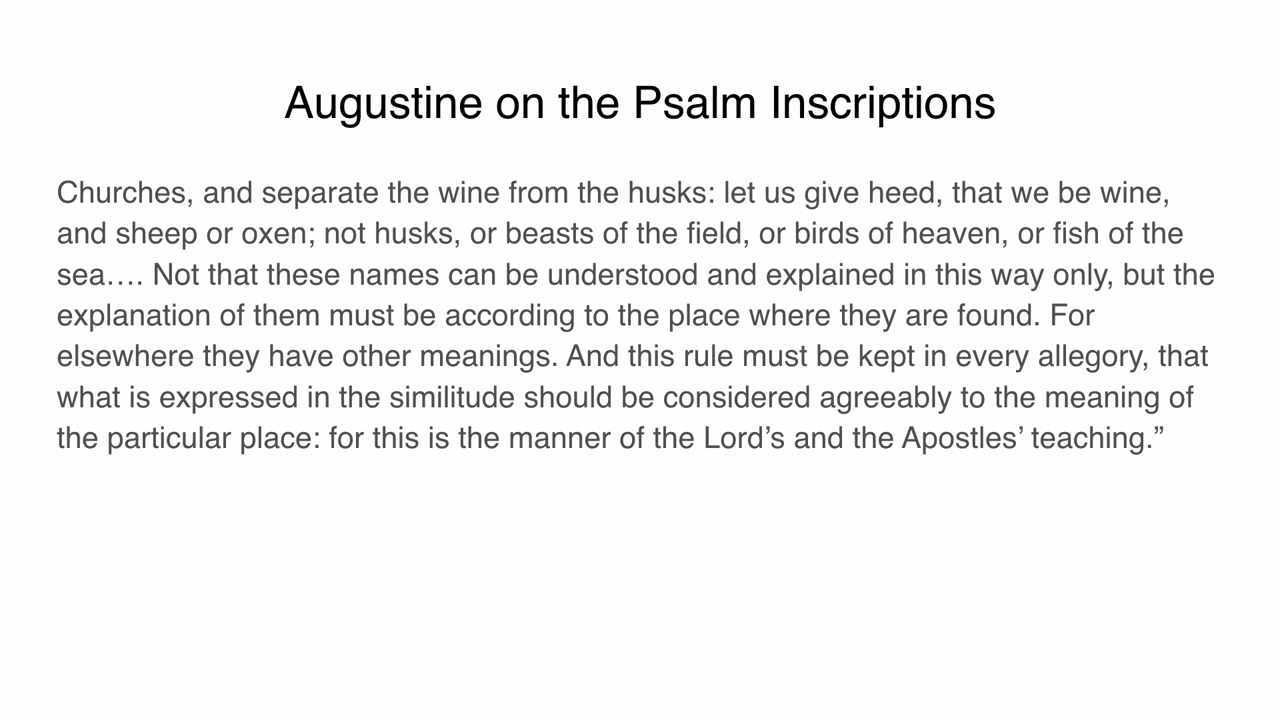 Augustine on the Psalm Inscriptions
Churches, and separate the wine from the husks: let us give heed, that we be wine,
and sheep or oxen; not husks, or beasts of the field, or birds of heaven, or fish of the
sea…. Not that these names can be understood and explained in this way only, but the
explanation of them must be according to the place where they are found. For
elsewhere they have other meanings. And this rule must be kept in every allegory, that
what is expressed in the similitude should be considered agreeably to the meaning of
the particular place: for this is the manner of the Lord’s and the Apostles’ teaching.”